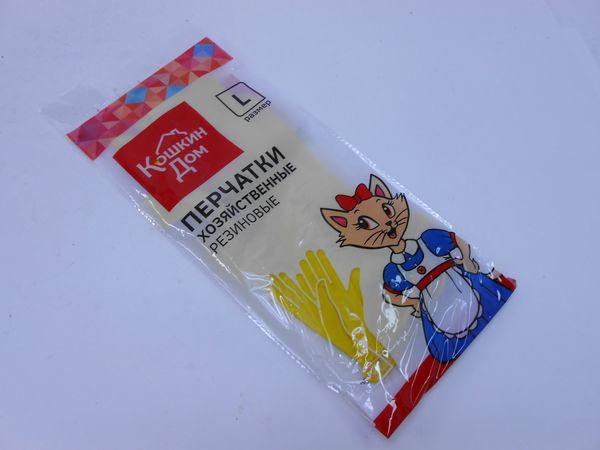 L
размер
Кошкин
Дом
ПЕРЧАТКИ
ХОЗЯЙСТВЕННЫЕ
РЕЗИНОВЫЕ